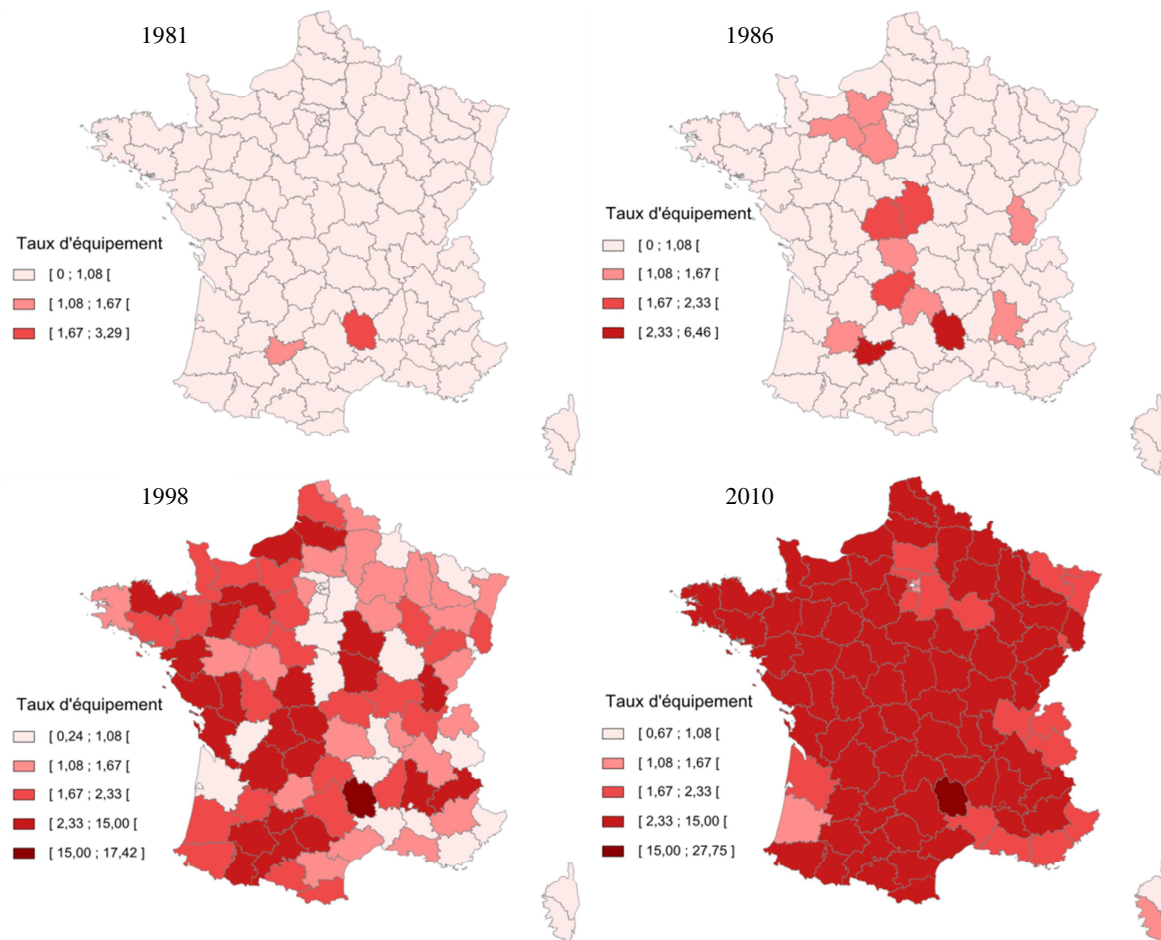 1981
Taux d'équipement
[ 0 ; 1,08 [
[ 1,08 ; 1,67 [
[ 1,67 ; 3,29 [
1986
Taux d'équipement
[ 0 ; 1,08 [
[ 1,08 ; 1,67 [
[ 1,67 ; 2,33 [
[ 2,33 ; 6,46 [
1998
Taux d'équipement
[ 0,24 ; 1,08 [
[ 1,08 ; 1,67 [
[ 1,67 ; 2,33 [
[ 2,33 ; 15,00 [
[ 15,00 ; 17,42 ]
2010
Taux d'équipement
[ 0,67 ; 1,08 [
[ 1,08 ; 1,67 [
[ 1,67 ; 2,33 [
[ 2,33 ; 15,00 [
[ 15,00 ; 27,75 ]